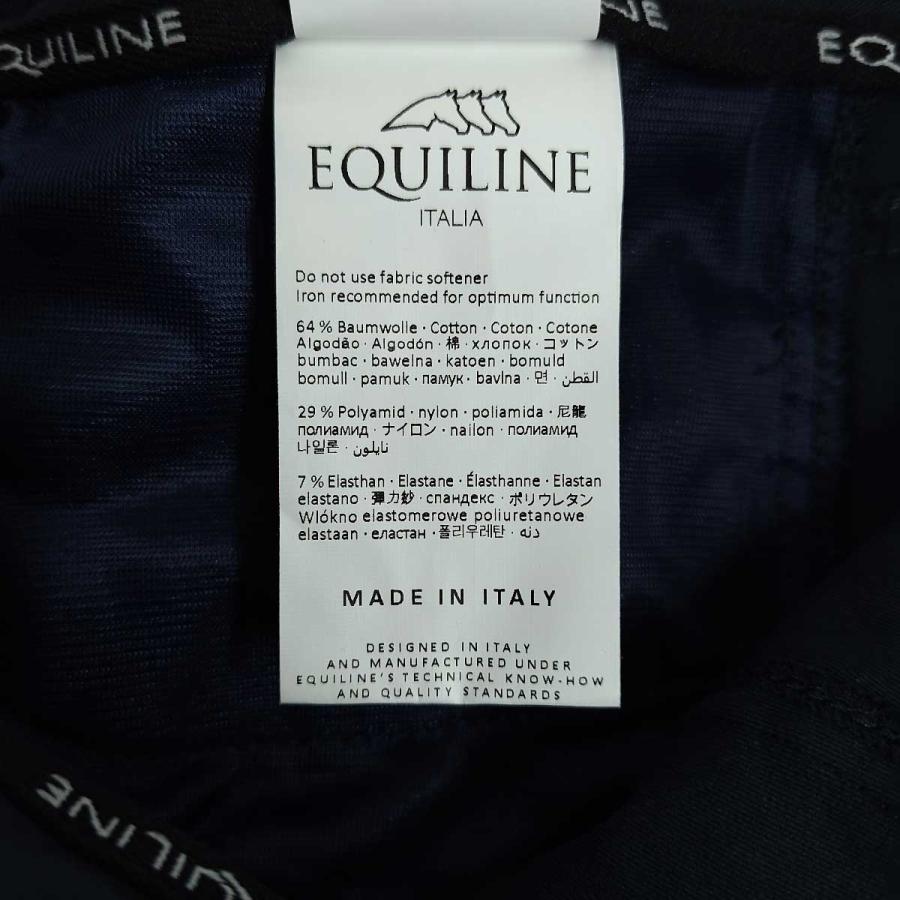 EQUILINE
NE
EQ
EQUILINE
ITALIA
Do not use fabric softener
Iron recommended for optimum function
64 % Baumwolle · Cotton · Coton · Cotone
Algodão · Algodón · 棉 · хлопок · コットン
bumbac · bawełna · katoen · bomuld
bomull · pamuk · памук · bavlna · 면 · القطن
29 % Polyamid · nylon · poliamida · 尼龍
полиамид · ナイロン · nailon · полиамид
나일론 · نايلون
7 % Elasthan · Elastane · Élasthanne · Elastan
elastano · 彈力紗 · спандекс · ポリウレタン
Włókno elastomerowe poliuretanowe
elastaan · еластан · 폴리우레탄 · دنه
MADE IN ITALY
DESIGNED IN ITALY
AND MANUFACTURED UNDER
EQUILINE'S TECHNICAL KNOW-HOW
AND QUALITY STANDARDS
UILINE